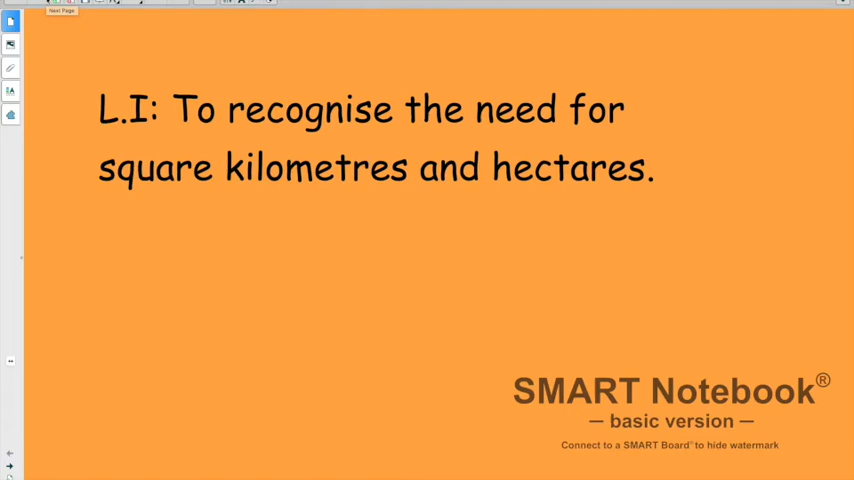 Next Page
L.I: To recognise the need for
square kilometres and hectares.
SMART Notebook®
— basic version —
Connect to a SMART Board® to hide watermark